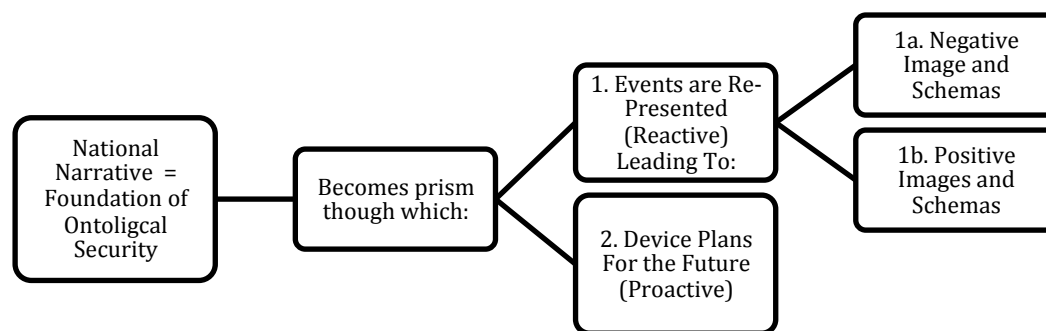 National
Narrative =
Foundation of
Ontoligcal
Security
Becomes prism
though which:
1. Events are Re-
Presented
(Reactive)
Leading To:
1a. Negative
Image and
Schemas
1b. Positive
Images and
Schemas
2. Device Plans
For the Future
(Proactive)